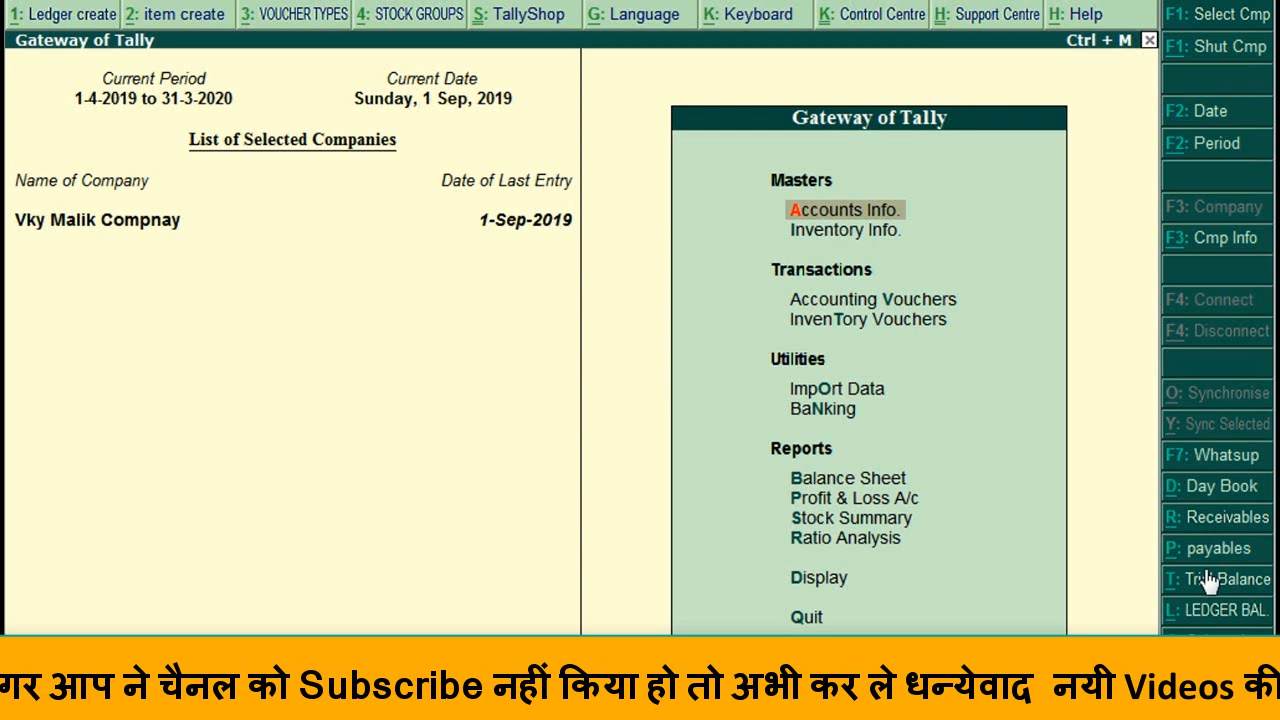 1: Ledger create 2: item create 3: VOUCHER TYPES 4: STOCK GROUPS S: TallyShop G: Language K: Keyboard K: Control Centre H: Support Centre H: Help
Gateway of Tally Ctrl + M
Current Period Current Date
1-4-2019 to 31-3-2020 Sunday, 1 Sep, 2019
List of Selected Companies
Name of Company Date of Last Entry
Vky Malik Compnay 1-Sep-2019
Gateway of Tally
Masters
Accounts Info.
Inventory Info.
Transactions
Accounting Vouchers
InvenTory Vouchers
Utilities
ImpOrt Data
BaNking
Reports
Balance Sheet
Profit & Loss A/c
Stock Summary
Ratio Analysis
Display
Quit
F1: Select Cmp
F1: Shut Cmp
F2: Date
F2: Period
F3: Company
F3: Cmp Info
F4: Connect
F4: Disconnect
O: Synchronise
Y: Sync Selected
F7: Whatsup
D: Day Book
R: Receivables
P: payables
T: Trial Balance
L: LEDGER BAL.
गर आप ने चैनल को Subscribe नहीं किया हो तो अभी कर ले धन्येवाद नयी Videos की